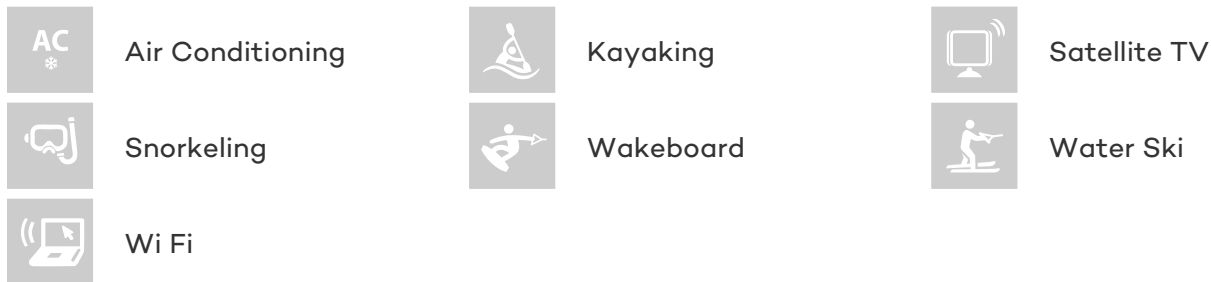 AC
Air Conditioning
Kayaking
Satellite TV
Snorkeling
Wakeboard
Water Ski
Wi Fi